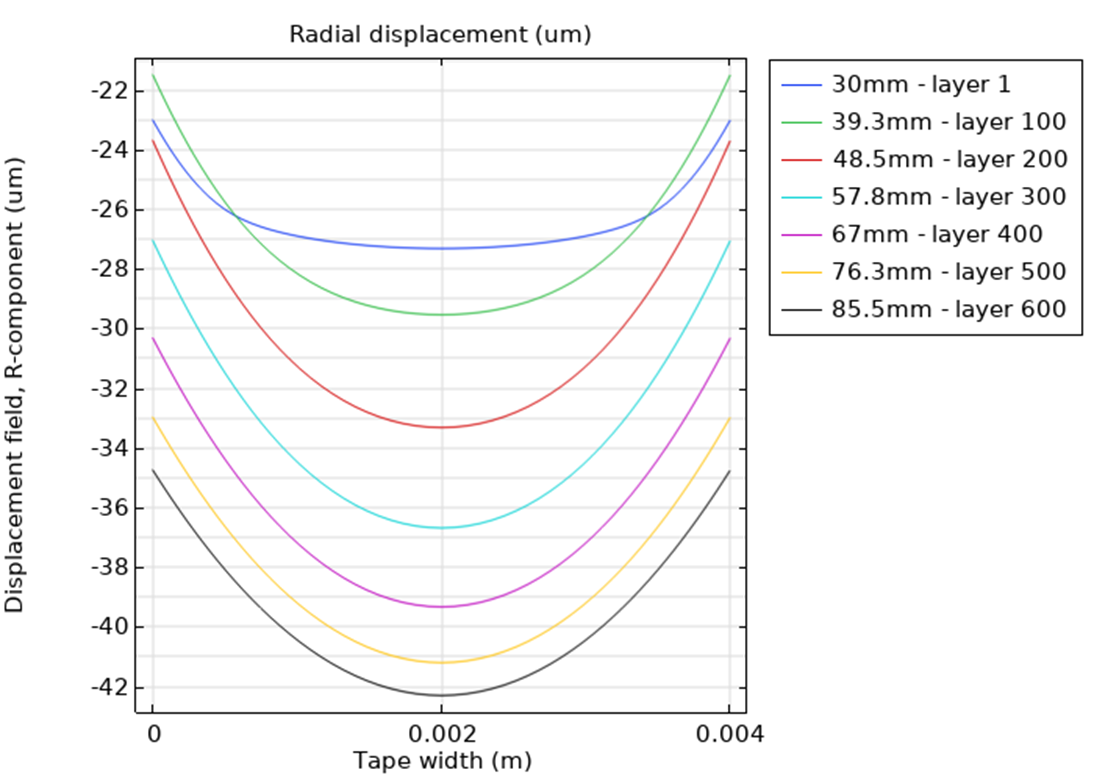 Radial displacement (um)
Displacement field, R-component (um)
-22
-24
-26
-28
-30
-32
-34
-36
-38
-40
-42
0
0.002
0.004
Tape width (m)
30mm - layer 1
39.3mm - layer 100
48.5mm - layer 200
57.8mm - layer 300
67mm - layer 400
76.3mm - layer 500
85.5mm - layer 600